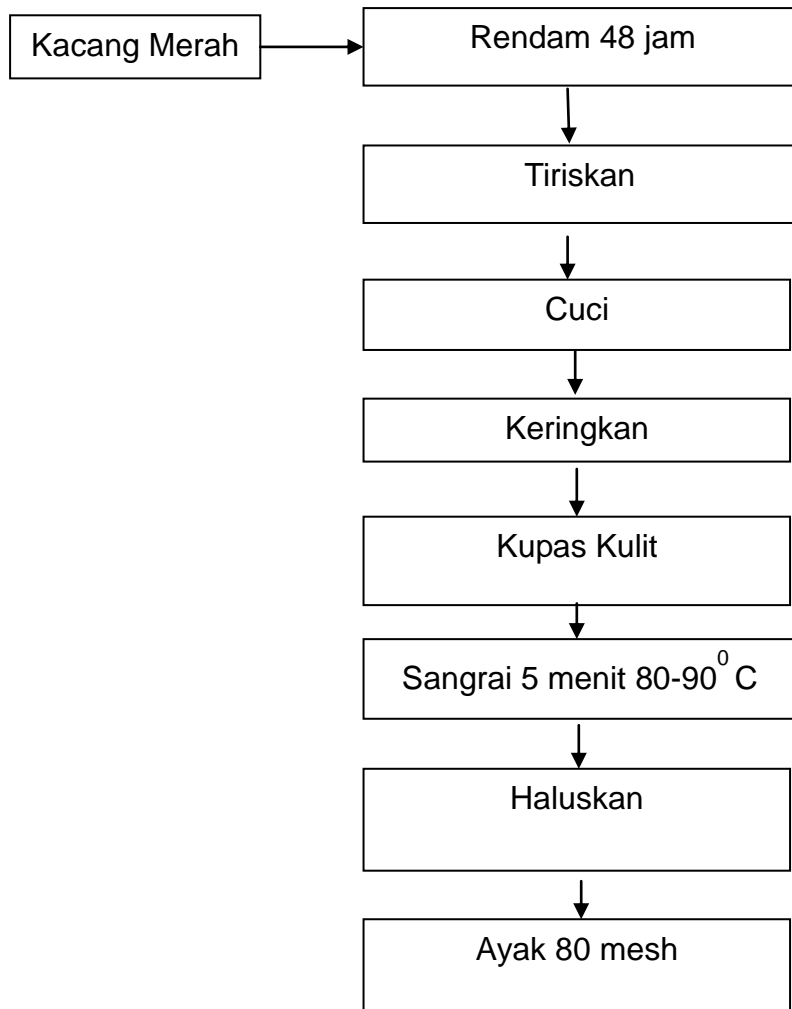 Kacang Merah
Rendam 48 jam
Tiriskan
Cuci
Keringkan
Kupas Kulit
Sangrai 5 menit 80-90⁰ C
Haluskan
Ayak 80 mesh